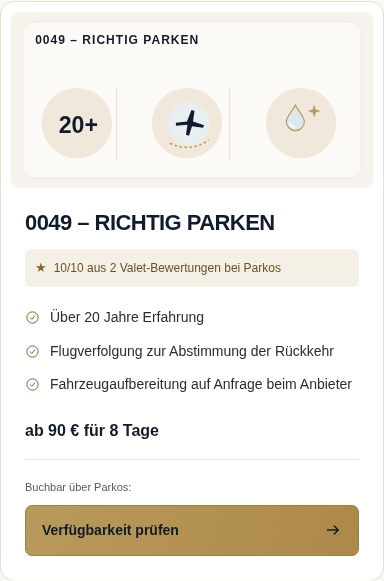 0049 – RICHTIG PARKEN
20+
0049 – RICHTIG PARKEN
★ 10/10 aus 2 Valet-Bewertungen bei Parkos
Über 20 Jahre Erfahrung
Flugverfolgung zur Abstimmung der Rückkehr
Fahrzeugaufbereitung auf Anfrage beim Anbieter
ab 90 € für 8 Tage
Buchbar über Parkos:
Verfügbarkeit prüfen →